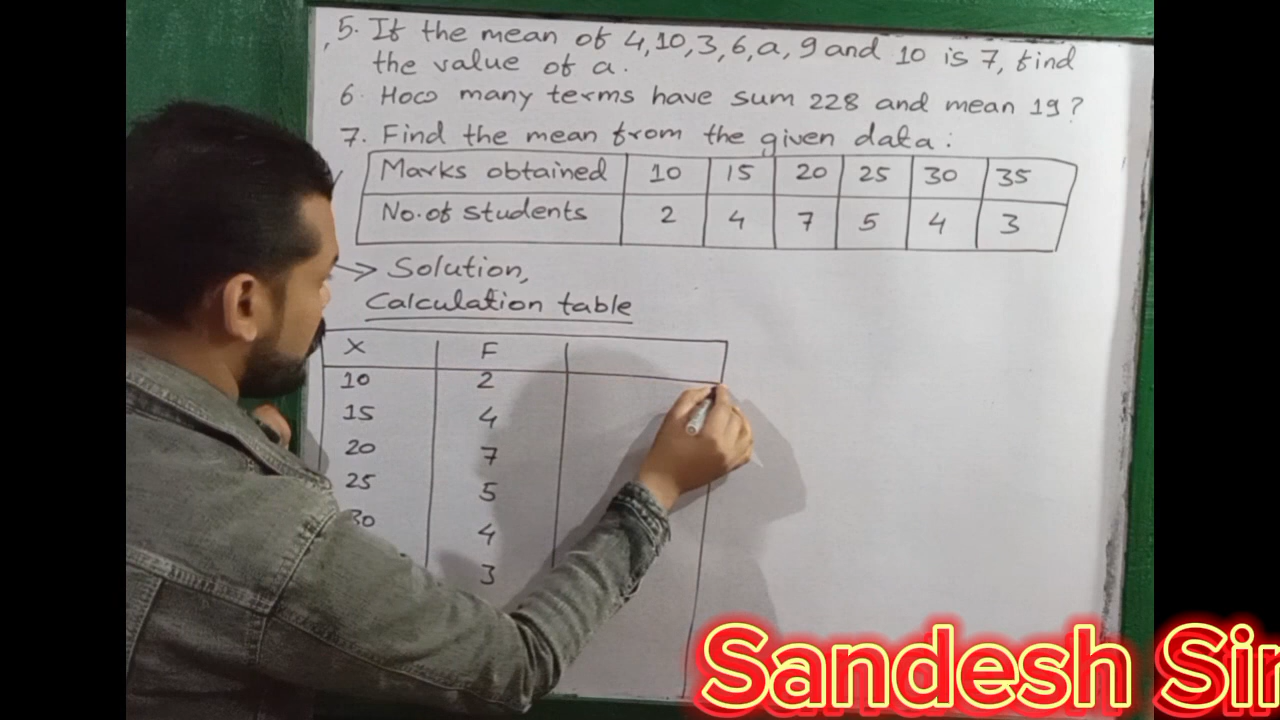 5. If the mean of 4,10,3,6,a,9 and 10 is 7, find
the value of a.
6. How many terms have sum 228 and mean 19?
7. Find the mean from the given data:
Marks obtained 10 15 20 25 30 35
No. of students 2 4 7 5 4 3
→ Solution,
Calculation table
X F
10 2
15 4
20 7
25 5
30 4
3
Sandesh Sir